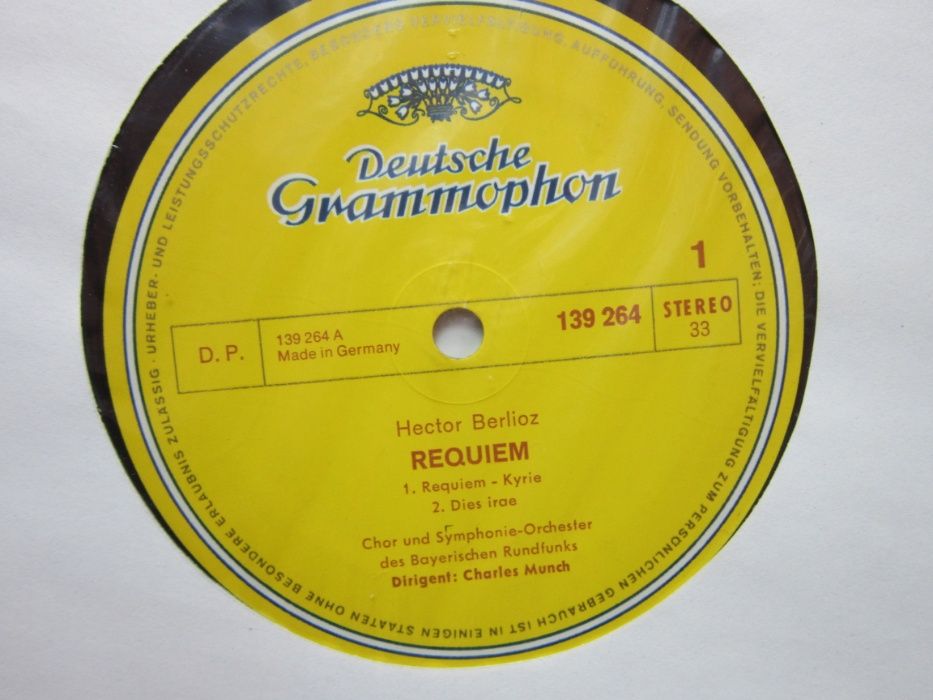 Deutsche
Grammophon
1
D. P.
139 264 A
Made in Germany
139 264
STEREO
33
Hector Berlioz
REQUIEM
1. Requiem - Kyrie
2. Dies irae
Chor und Symphonie-Orchester
des Bayerischen Rundfunks
Dirigent: Charles Munch
URHEBER- UND LEISTUNGSSCHUTZRECHTE, BESONDERS VERVIELFÄLTIGUNG, AUFFÜHRUNG, SENDUNG VORBEHALTEN; DIE VERVIELFÄLTIGUNG ZUM PERSÖNLICHEN GEBRAUCH IST IN EINIGEN STAATEN OHNE BESONDERE ERLAUBNIS ZULÄSSIG ·